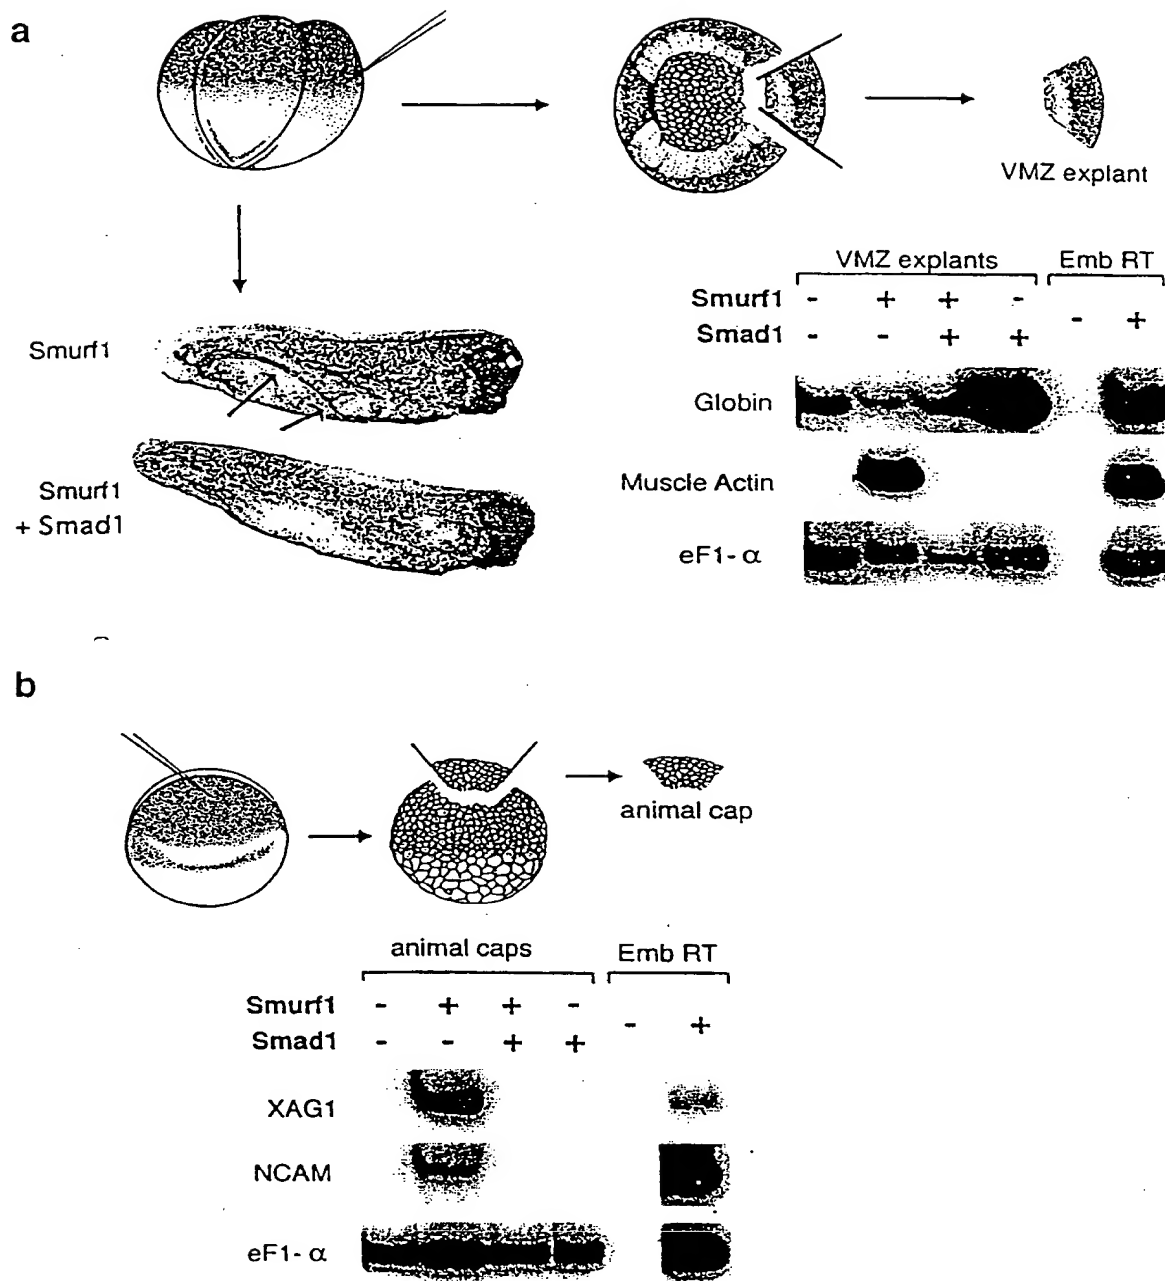 a
VMZ explant
VMZ explants Emb RT
Smurf1 - + + - - +
Smad1 - - + +
Globin
Muscle Actin
eF1-α
Smurf1
Smurf1
+ Smad1
b
animal cap
animal caps Emb RT
Smurf1 - + + - - +
Smad1 - - + +
XAG1
NCAM
eF1-α